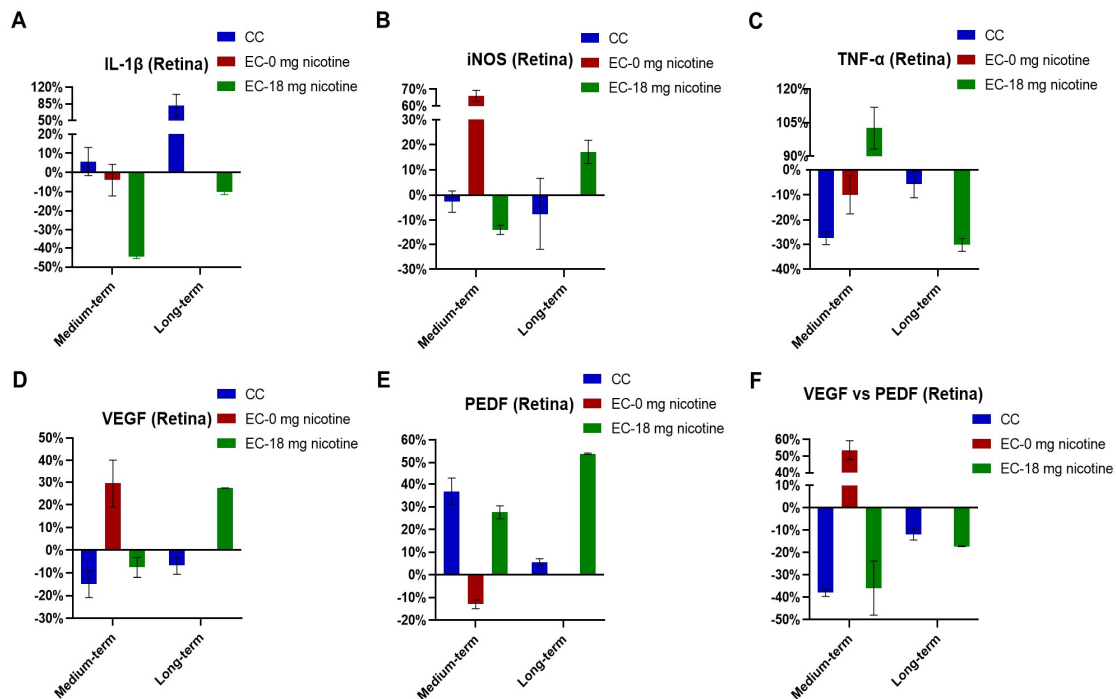 A
IL-1β (Retina)
CC
EC-0 mg nicotine
EC-18 mg nicotine
120%
85%
50%
20%
10%
0%
-10%
-20%
-30%
-40%
-50%
Medium-term
Long-term
B
iNOS (Retina)
CC
EC-0 mg nicotine
EC-18 mg nicotine
70%
60%
30%
20%
10%
0%
-10%
-20%
-30%
Medium-term
Long-term
C
TNF-α (Retina)
CC
EC-0 mg nicotine
EC-18 mg nicotine
120%
105%
90%
0%
-10%
-20%
-30%
-40%
Medium-term
Long-term
D
VEGF (Retina)
CC
EC-0 mg nicotine
EC-18 mg nicotine
50%
40%
30%
20%
10%
0%
-10%
-20%
-30%
Medium-term
Long-term
E
PEDF (Retina)
CC
EC-0 mg nicotine
EC-18 mg nicotine
60%
50%
40%
30%
20%
10%
0%
-10%
-20%
Medium-term
Long-term
F
VEGF vs PEDF (Retina)
CC
EC-0 mg nicotine
EC-18 mg nicotine
60%
50%
40%
10%
0%
-10%
-20%
-30%
-40%
-50%
Medium-term
Long-term